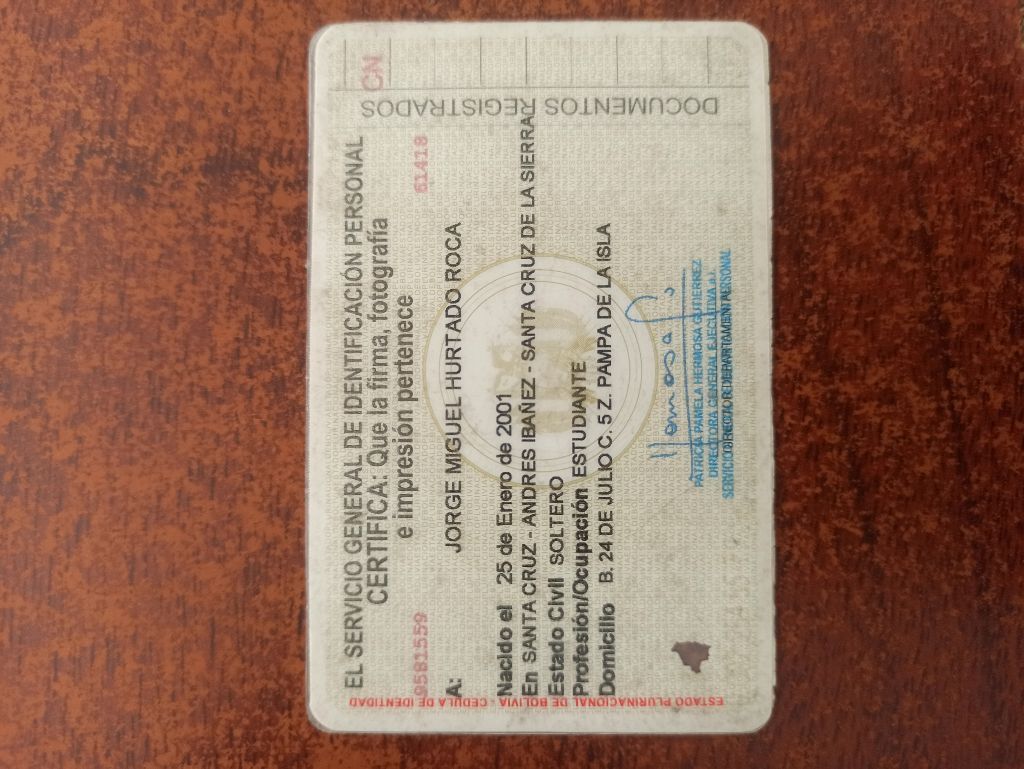 EL SERVICIO GENERAL DE IDENTIFICACIÓN PERSONAL
CERTIFICA: Que la firma, fotografía
e impresión pertenece
9581559
61418
CN
A: JORGE MIGUEL HURTADO ROCA
Nacido el 25 de Enero de 2001
En SANTA CRUZ - ANDRES IBAÑEZ - SANTA CRUZ DE LA SIERRA
Estado Civil SOLTERO
Profesión/Ocupación ESTUDIANTE
Domicilio B. 24 DE JULIO C. 5 Z. PAMPA DE LA ISLA
PATRICIA PAMELA HERMOSA GUTIERREZ
DIRECTORA GENERAL EJECUTIVA a.i.
DOCUMENTOS REGISTRADOS
ESTADO PLURINACIONAL DE BOLIVIA - CEDULA DE IDENTIDAD